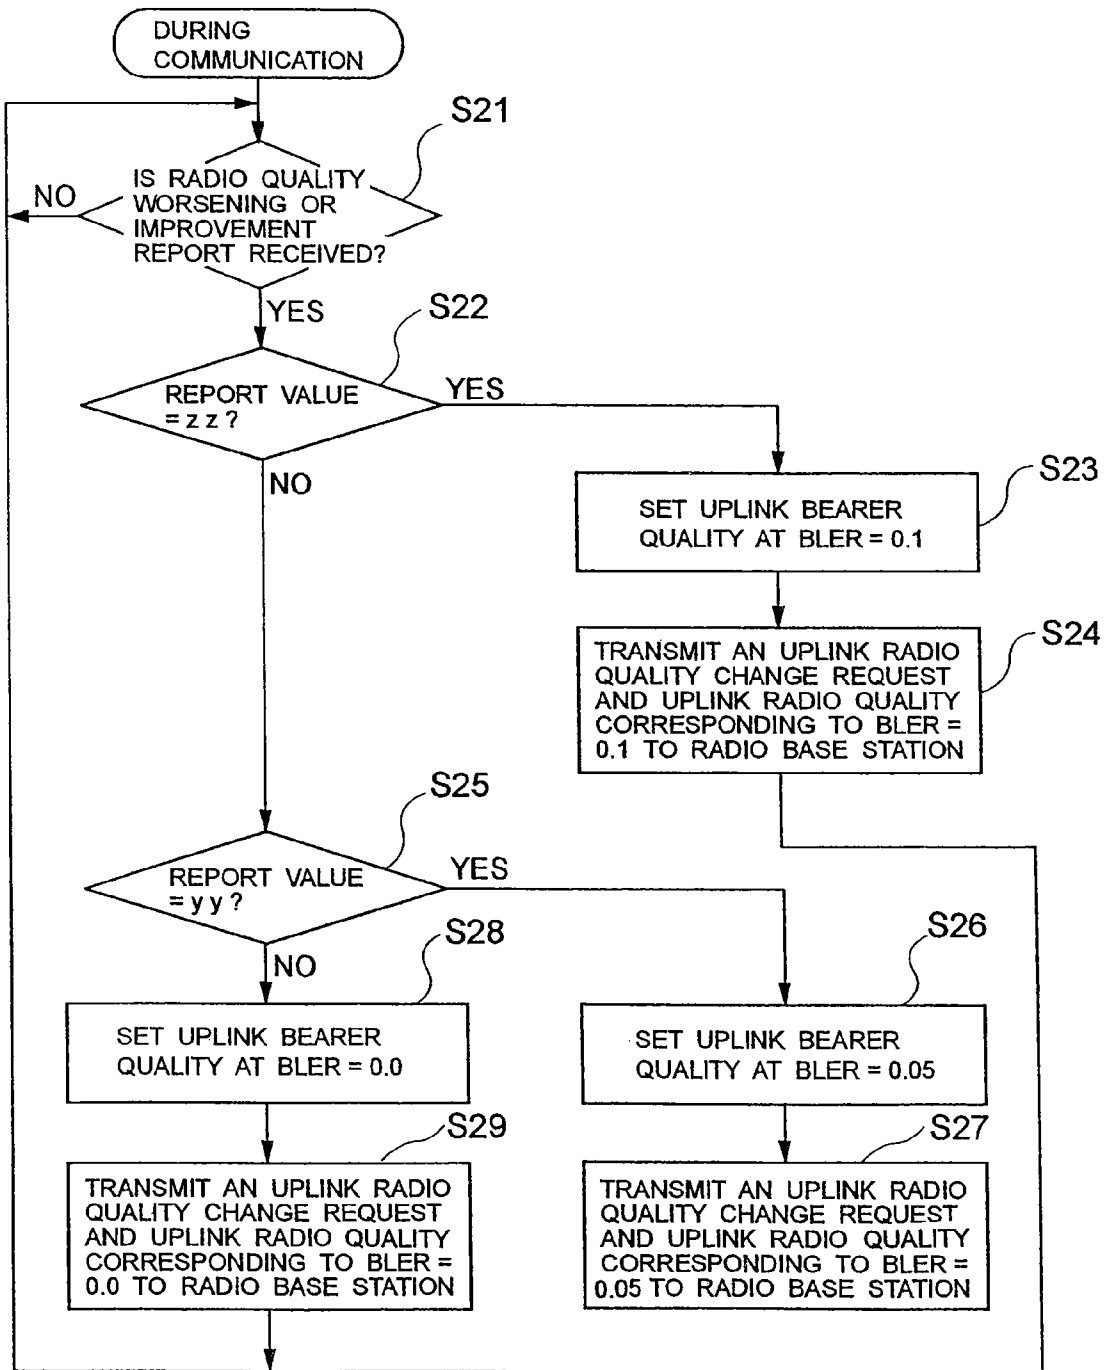 DURING
COMMUNICATION
S21
IS RADIO QUALITY
WORSENING OR
IMPROVEMENT
REPORT RECEIVED?
NO
YES
S22
REPORT VALUE
= z z ?
YES
NO
S23
SET UPLINK BEARER
QUALITY AT BLER = 0.1
S24
TRANSMIT AN UPLINK RADIO
QUALITY CHANGE REQUEST
AND UPLINK RADIO QUALITY
CORRESPONDING TO BLER =
0.1 TO RADIO BASE STATION
S25
REPORT VALUE
= y y ?
YES
NO
S28
SET UPLINK BEARER
QUALITY AT BLER = 0.0
S26
SET UPLINK BEARER
QUALITY AT BLER = 0.05
S29
TRANSMIT AN UPLINK RADIO
QUALITY CHANGE REQUEST
AND UPLINK RADIO QUALITY
CORRESPONDING TO BLER =
0.0 TO RADIO BASE STATION
S27
TRANSMIT AN UPLINK RADIO
QUALITY CHANGE REQUEST
AND UPLINK RADIO QUALITY
CORRESPONDING TO BLER =
0.05 TO RADIO BASE STATION